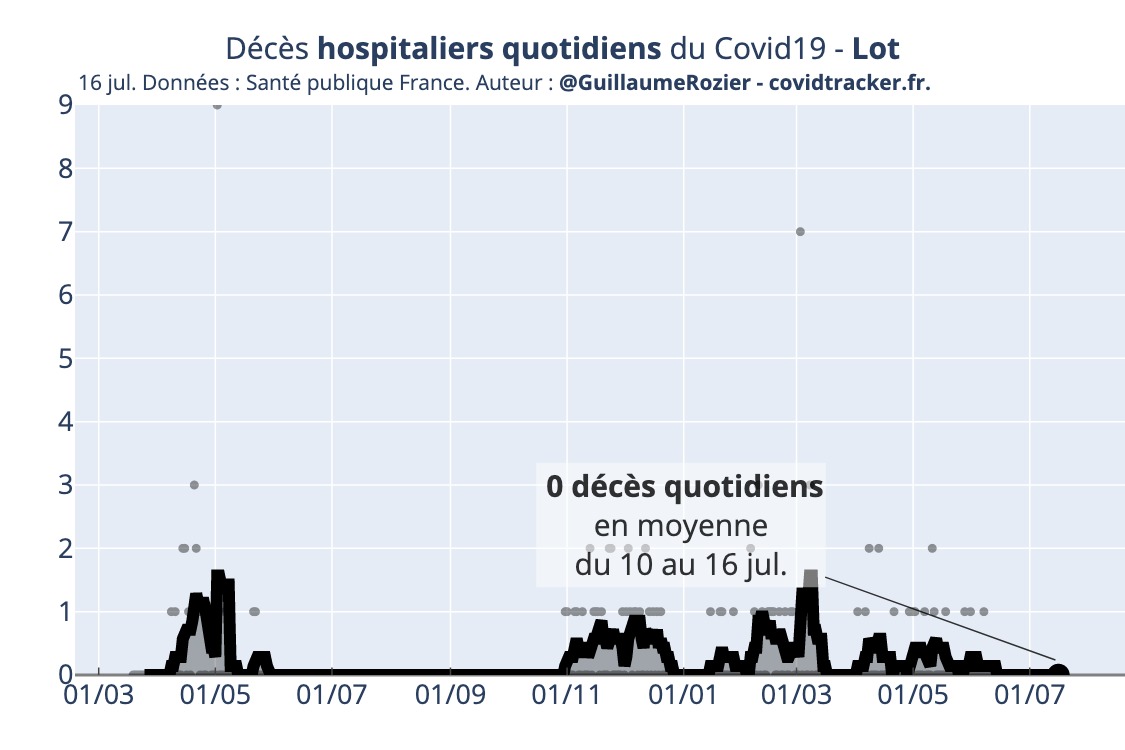 Décès hospitaliers quotidiens du Covid19 - Lot
16 jul. Données : Santé publique France. Auteur : @GuillaumeRozier - covidtracker.fr.
9
8
7
6
5
4
3
2
1
0
0 décès quotidiens
en moyenne
du 10 au 16 jul.
01/03 01/05 01/07 01/09 01/11 01/01 01/03 01/05 01/07